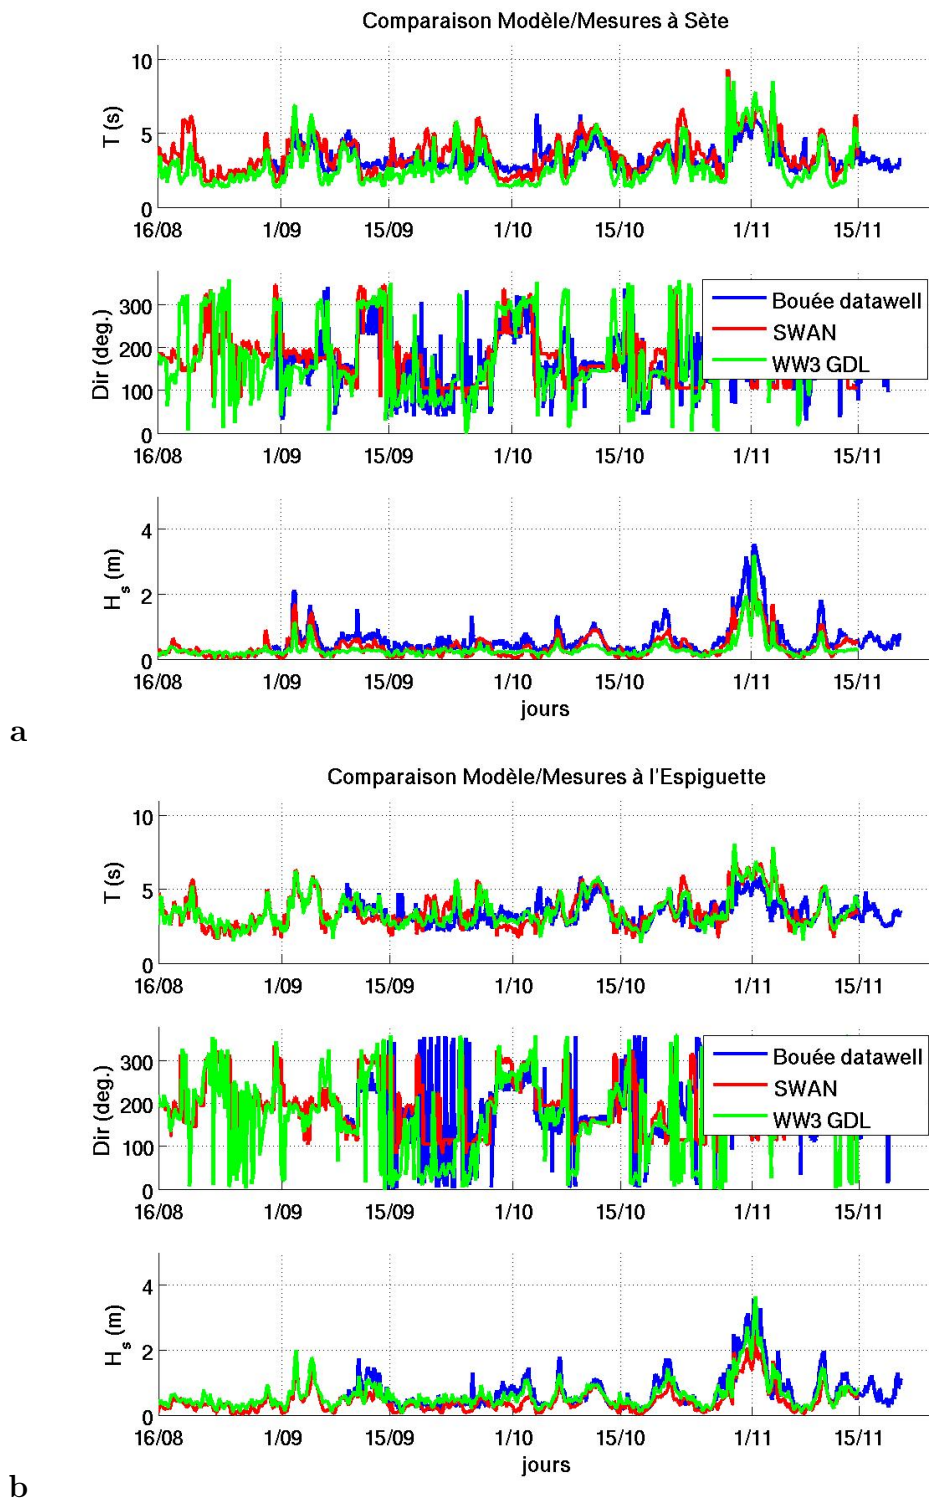 Comparaison Modèle/Mesures à Sète
10
5
0
T (s)
16/08 1/09 15/09 1/10 15/10 1/11 15/11
300
200
100
0
Dir (deg.)
Bouée datawell
SWAN
WW3 GDL
16/08 1/09 15/09 1/10 15/10 1/11 15/11
4
2
0
H s (m)
16/08 1/09 15/09 1/10 15/10 1/11 15/11
jours
a
Comparaison Modèle/Mesures à l'Espiguette
10
5
0
T (s)
16/08 1/09 15/09 1/10 15/10 1/11 15/11
300
200
100
0
Dir (deg.)
Bouée datawell
SWAN
WW3 GDL
16/08 1/09 15/09 1/10 15/10 1/11 15/11
4
2
0
H s (m)
16/08 1/09 15/09 1/10 15/10 1/11 15/11
jours
b